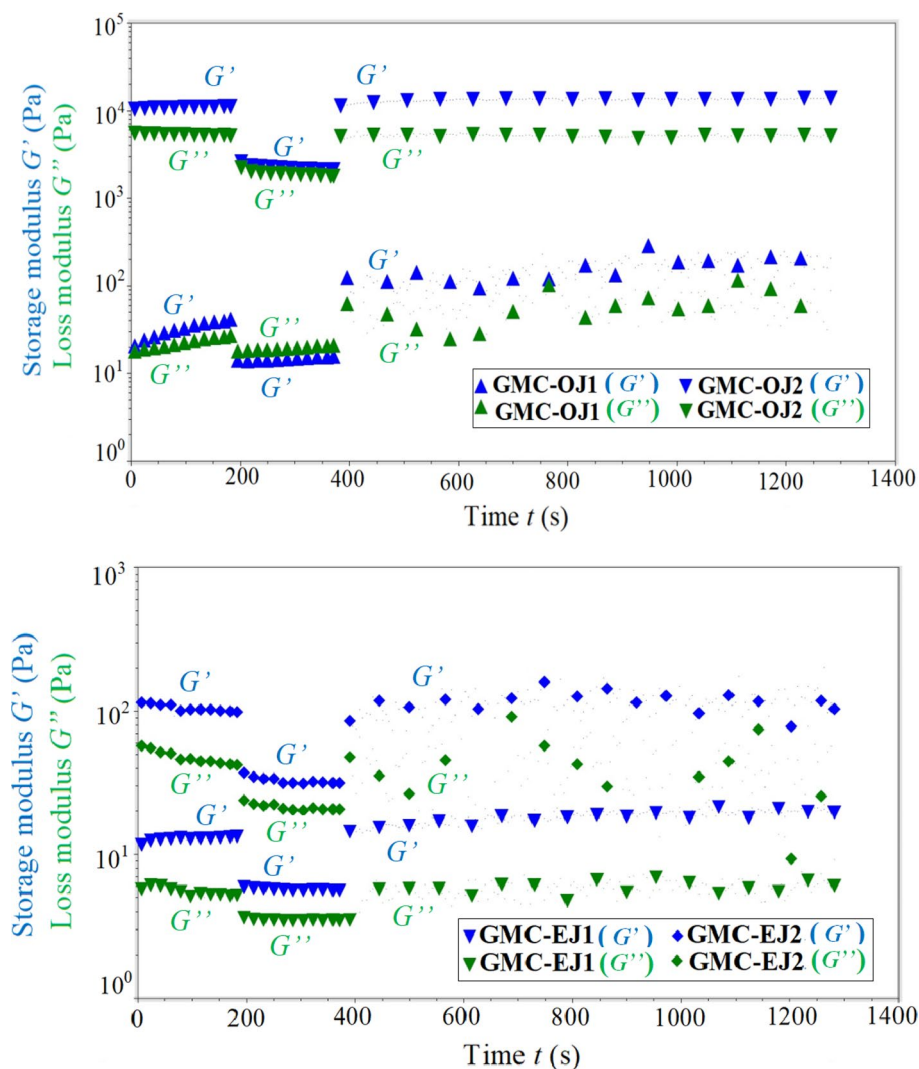 Storage modulus G’ (Pa)
Loss modulus G’’ (Pa)
10^5
10^4
10^3
10^2
10^1
10^0
G’
G’
G’’
G’
G’’
G’’
G’
G’
G’’
G’’
G’
G’’
GMC-OJ1 (G’) GMC-OJ2 (G’)
GMC-OJ1 (G’’) GMC-OJ2 (G’’)
0 200 400 600 800 1000 1200 1400
Time t (s)
Storage modulus G’ (Pa)
Loss modulus G’’ (Pa)
10^3
10^2
10^1
10^0
G’
G’
G’’
G’
G’’
G’’
G’
G’
G’
G’’
G’’
G’’
GMC-EJ1 (G’) GMC-EJ2 (G’)
GMC-EJ1 (G’’) GMC-EJ2 (G’’)
0 200 400 600 800 1000 1200 1400
Time t (s)